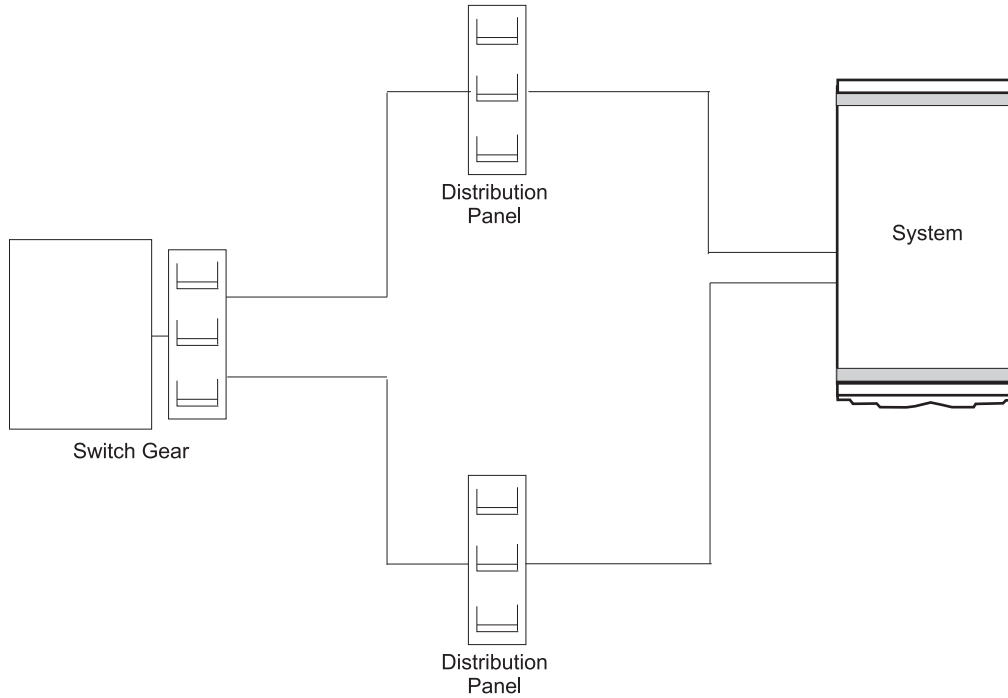 Distribution
Panel
System
Switch Gear
Distribution
Panel